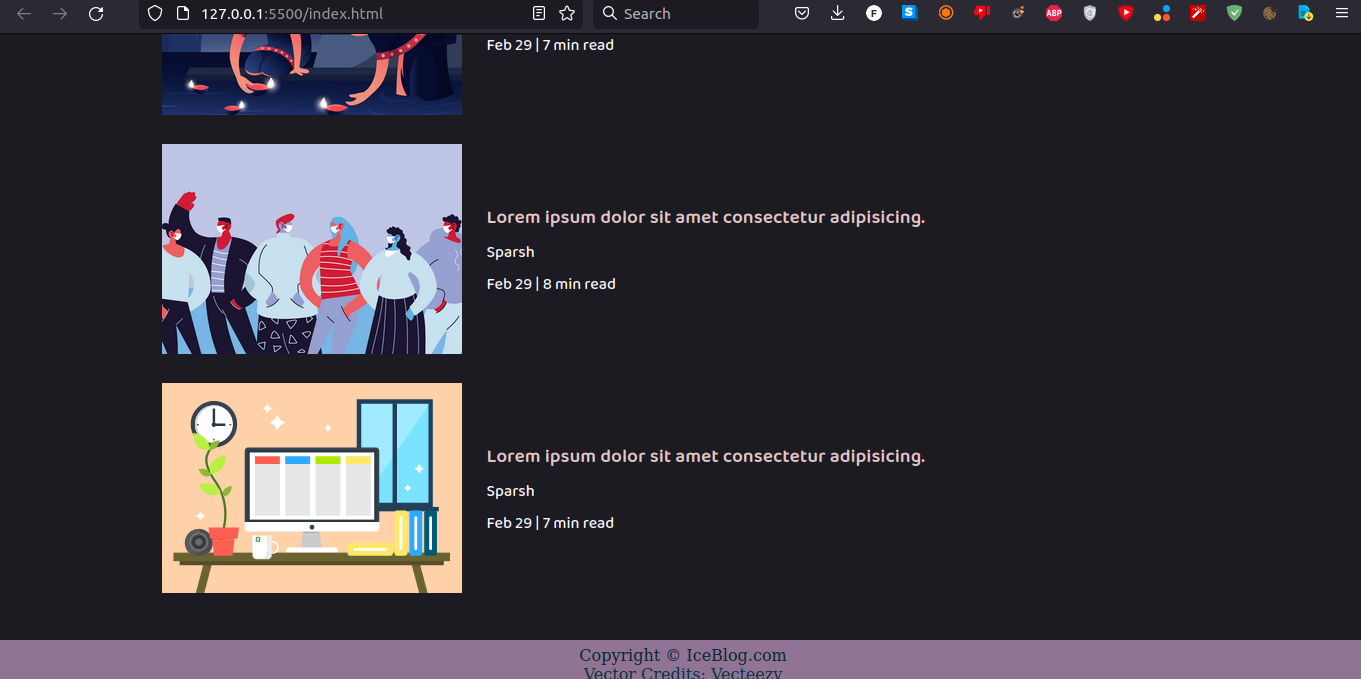 127.0.0.1:5500/index.html
Search
F
S
ABP
Feb 29 | 7 min read
Lorem ipsum dolor sit amet consectetur adipisicing.
Sparsh
Feb 29 | 8 min read
Lorem ipsum dolor sit amet consectetur adipisicing.
Sparsh
Feb 29 | 7 min read
Copyright © IceBlog.com
Vector Credits: Vecteezy